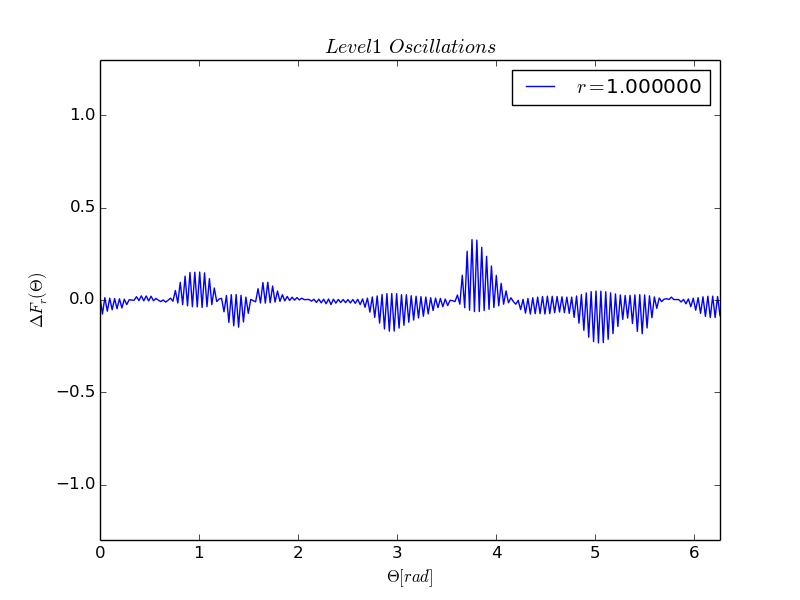 Level1 Oscillations
r=1.000000
1.0
0.5
0.0
−0.5
−1.0
ΔF_r(Θ)
0 1 2 3 4 5 6
Θ[rad]